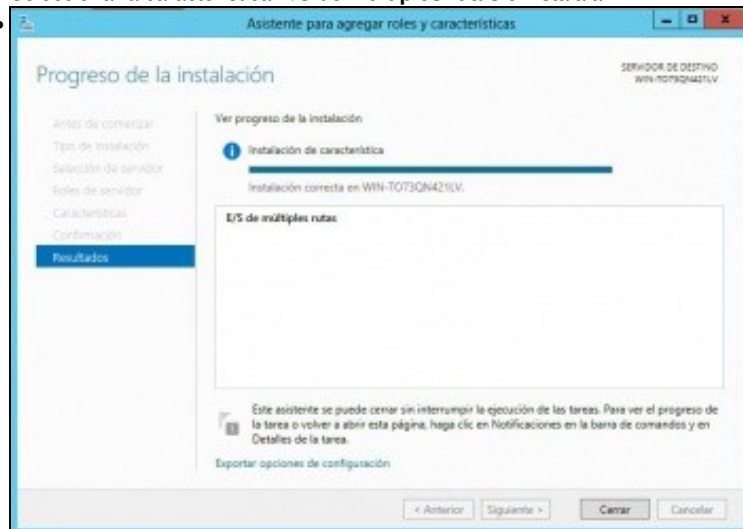 Asistente para agregar roles y características
Progreso de la instalación
SERVIDOR DE DESTINO
WIN-TO73QN421LV
Antes de comenzar
Tipo de instalación
Selección de servidor
Roles de servidor
Características
Confirmación
Resultados
Ver progreso de la instalación
Instalación de característica
Instalación correcta en WIN-TO73QN421LV.
E/S de múltiples rutas
Este asistente se puede cerrar sin interrumpir la ejecución de las tareas. Para ver el progreso de
la tarea o volver a abrir esta página, haga clic en Notificaciones en la barra de comandos y en
Detalles de la tarea.
Exportar opciones de configuración
< Anterior
Siguiente >
Cerrar
Cancelar